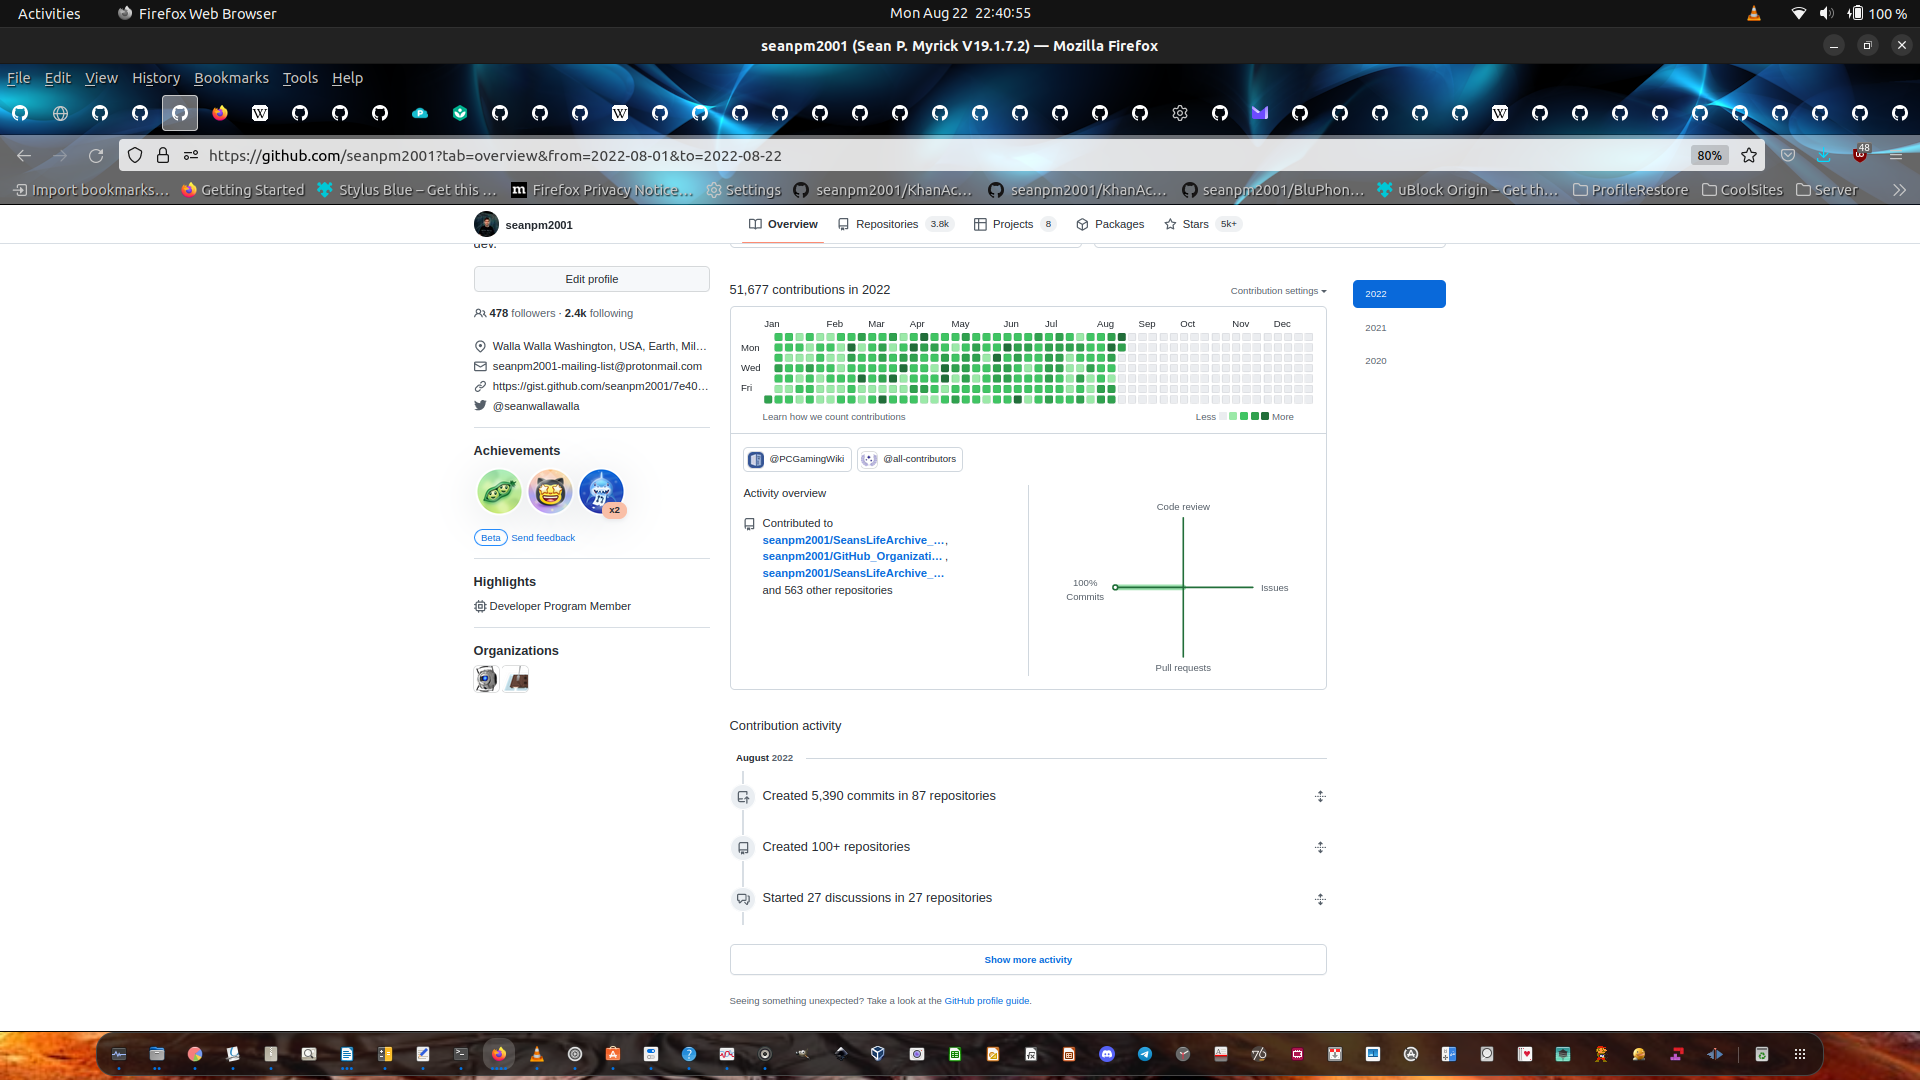 Activities
Firefox Web Browser
Mon Aug 22 22:40:55
100 %
seanpm2001 (Sean P. Myrick V19.1.7.2) — Mozilla Firefox
File Edit View History Bookmarks Tools Help
https://github.com/seanpm2001?tab=overview&from=2022-08-01&to=2022-08-22
80%
48
Import bookmarks…
Getting Started
Stylus Blue – Get this …
Firefox Privacy Notice…
Settings
seanpm2001/KhanAc…
seanpm2001/KhanAc…
seanpm2001/BluPhon…
uBlock Origin – Get th…
ProfileRestore
CoolSites
Server
seanpm2001
Overview
Repositories 3.8k
Projects 8
Packages
Stars 5k+
dev.
Edit profile
478 followers · 2.4k following
Walla Walla Washington, USA, Earth, Mil…
seanpm2001-mailing-list@protonmail.com
https://gist.github.com/seanpm2001/7e40…
@seanwallawalla
Achievements
x2
Beta Send feedback
Highlights
Developer Program Member
Organizations
51,677 contributions in 2022
Contribution settings
2022
2021
2020
Jan Feb Mar Apr May Jun Jul Aug Sep Oct Nov Dec
Mon
Wed
Fri
Learn how we count contributions
Less More
@PCGamingWiki
@all-contributors
Activity overview
Contributed to
seanpm2001/SeansLifeArchive_…,
seanpm2001/GitHub_Organizati… ,
seanpm2001/SeansLifeArchive_…
and 563 other repositories
Code review
100%
Commits
Issues
Pull requests
Contribution activity
August 2022
Created 5,390 commits in 87 repositories
Created 100+ repositories
Started 27 discussions in 27 repositories
Show more activity
Seeing something unexpected? Take a look at the GitHub profile guide.